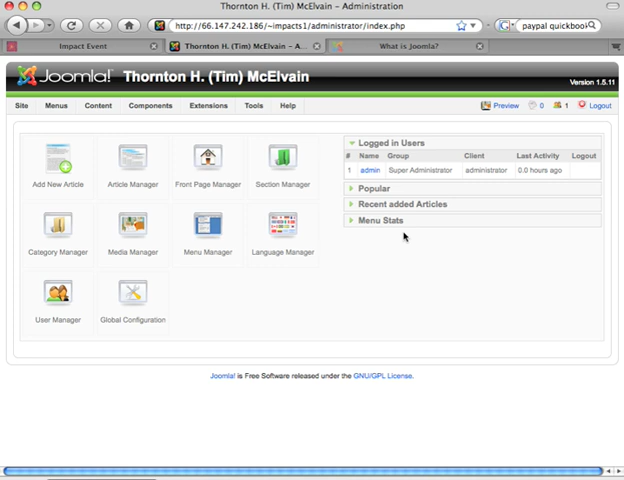 Thornton H. (Tim) McElvain - Administration
http://66.147.242.186/~impacts1/administrator/index.php
paypal quickbook
Impact Event
Thornton H. (Tim) McElvain - A...
What is Joomla?
Joomla! Thornton H. (Tim) McElvain
Version 1.5.11
Site Menus Content Components Extensions Tools Help
Preview 0 1 Logout
Add New Article Article Manager Front Page Manager Section Manager
Category Manager Media Manager Menu Manager Language Manager
User Manager Global Configuration
Logged in Users
# Name Group Client Last Activity Logout
1 admin Super Administrator administrator 0.0 hours ago
Popular
Recent added Articles
Menu Stats
Joomla! is Free Software released under the GNU/GPL License.